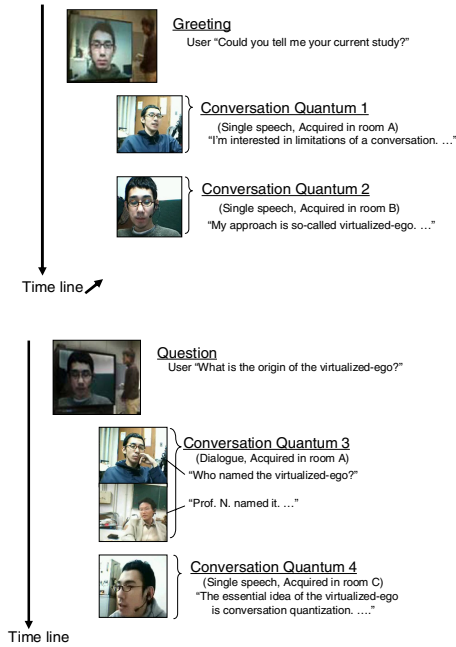 Greeting
User “Could you tell me your current study?”
Conversation Quantum 1
(Single speech, Acquired in room A)
“I’m interested in limitations of a conversation. …”
Conversation Quantum 2
(Single speech, Acquired in room B)
“My approach is so-called virtualized-ego. …”
Time line
Question
User “What is the origin of the virtualized-ego?”
Conversation Quantum 3
(Dialogue, Acquired in room A)
“Who named the virtualized-ego?”
“Prof. N. named it. …”
Conversation Quantum 4
(Single speech, Acquired in room C)
“The essential idea of the virtualized-ego
is conversation quantization. ….”
Time line